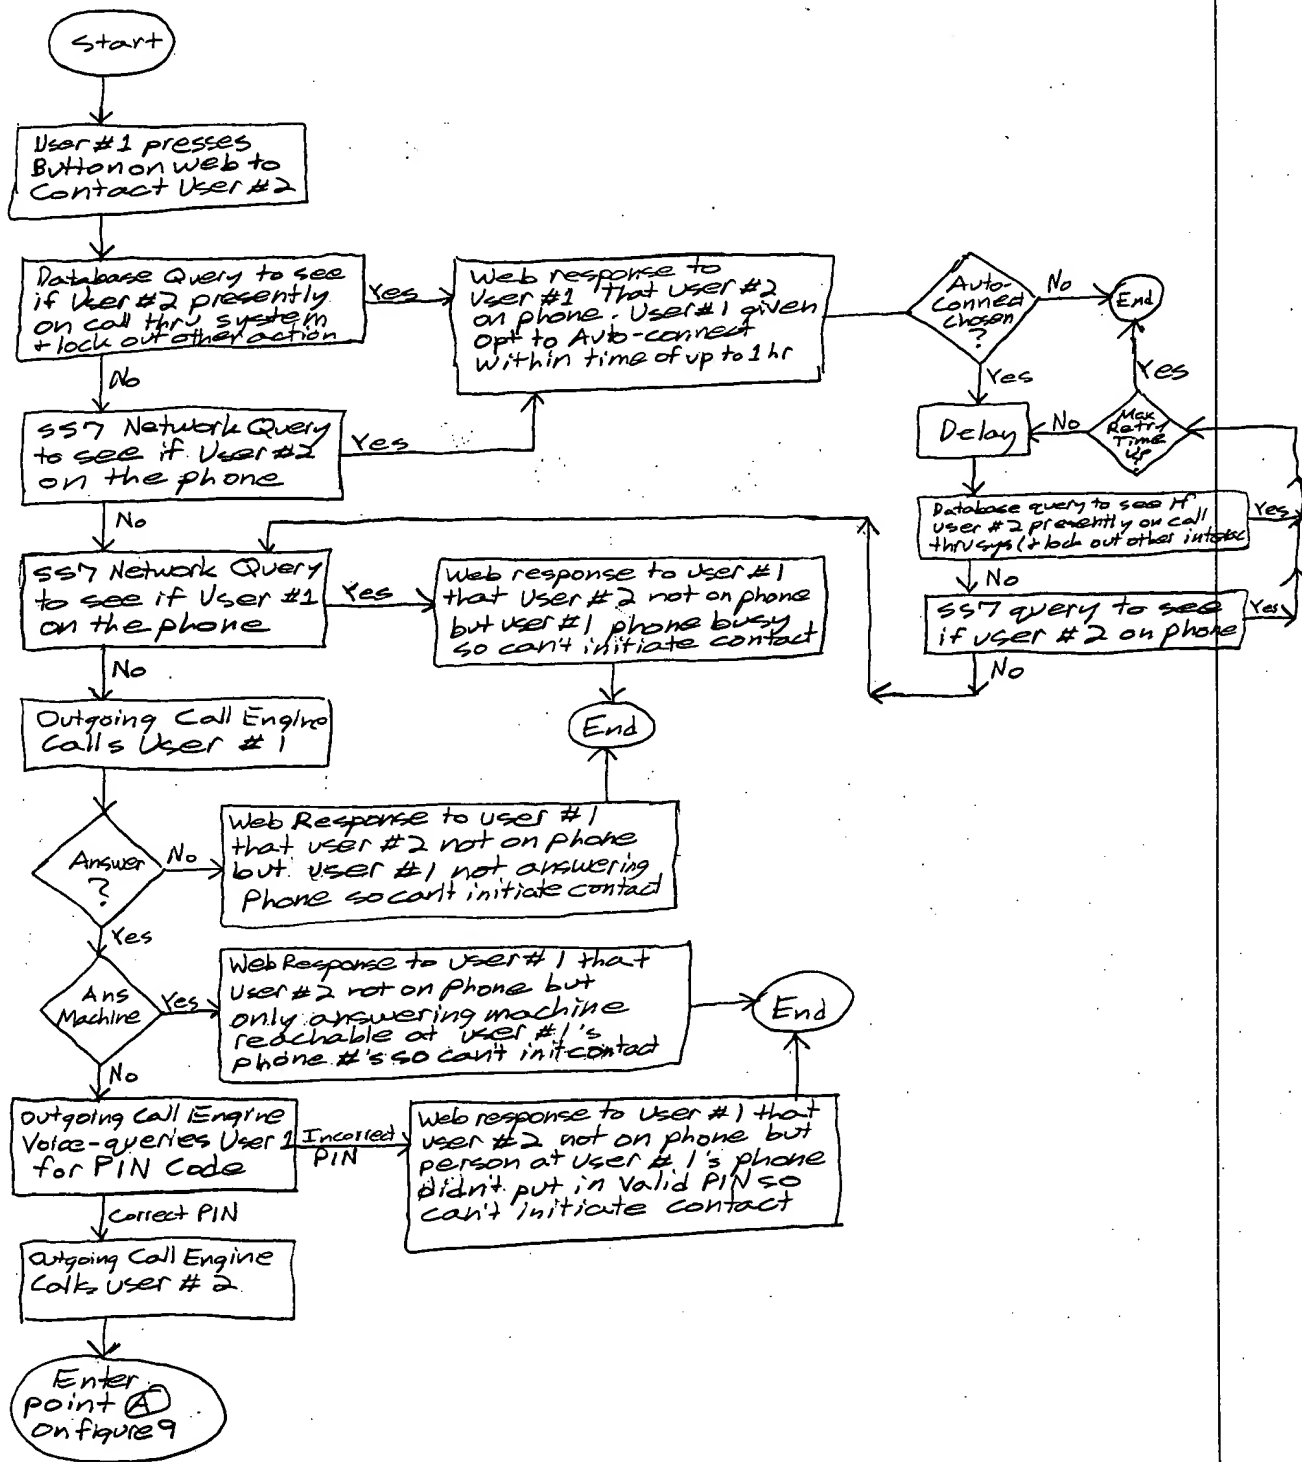 Start
User #1 presses
Button on web to
Contact User #2
Database Query to see
if User #2 presently
on call thru system
+ lock out other action
Yes
Web response to
User #1 that user #2
on phone. User #1 given
opt to Auto-connect
within time of up to 1 hr
Auto-
Connect
chosen
?
No
End
No
Yes
Yes
SS7 Network Query
to see if User #2
on the phone
Yes
Delay
No
Max
Retry
Time
Up?
No
Database query to see if
user #2 presently on call
thru sys (+ lock out other
Yes
SS7 Network Query
to see if User #1
on the phone
Yes
Web response to user #1
that User #2 not on phone
but user #1 phone busy
so can't initiate contact
No
SS7 query to see
if user #2 on phone
Yes
No
No
Outgoing Call Engine
Calls User #1
End
Answer
?
No
Web Response to user #1
that user #2 not on phone
but user #1 not answering
Phone so can't initiate contact
Yes
Ans
Machine
Yes
Web Response to user #1 that
User #2 not on phone but
only answering machine
reachable at user #1's
phone #'s so can't init contact
End
No
Outgoing Call Engine
Voice-queries User 1
for PIN Code
Incorrect
PIN
Web response to user #1 that
user #2 not on phone but
person at user #1's phone
didn't put in valid PIN so
can't initiate contact
Correct PIN
Outgoing Call Engine
Calls user #2
Enter
point A
on figure 9